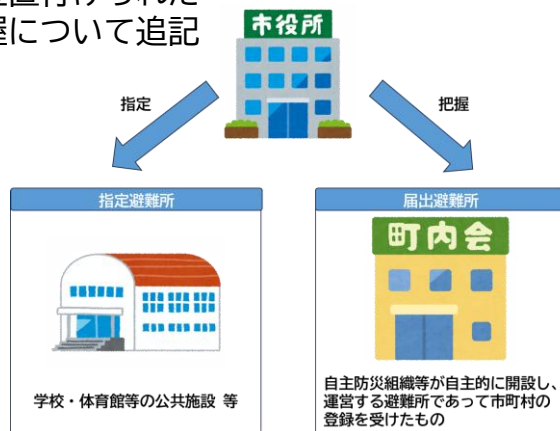 置付けられた
握について追記
市役所
指定
把握
指定避難所
届出避難所
町内会
学校・体育館等の公共施設 等
自主防災組織等が自主的に開設し、
運営する避難所であって市町村の
登録を受けたもの